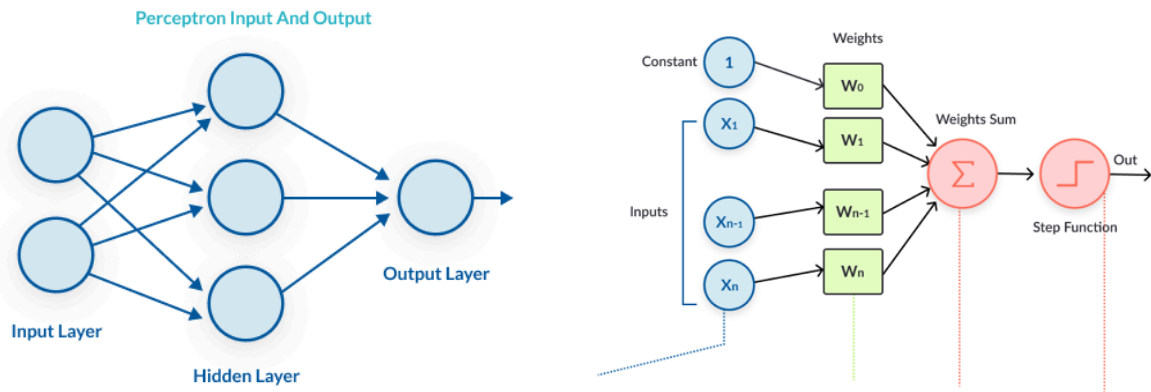 Perceptron Input And Output
Input Layer
Hidden Layer
Output Layer
Weights
Constant
1
W₀
X₁
W₁
Weights Sum
Σ
Out
Inputs
Xₙ₋₁
Wₙ₋₁
Step Function
Xₙ
Wₙ